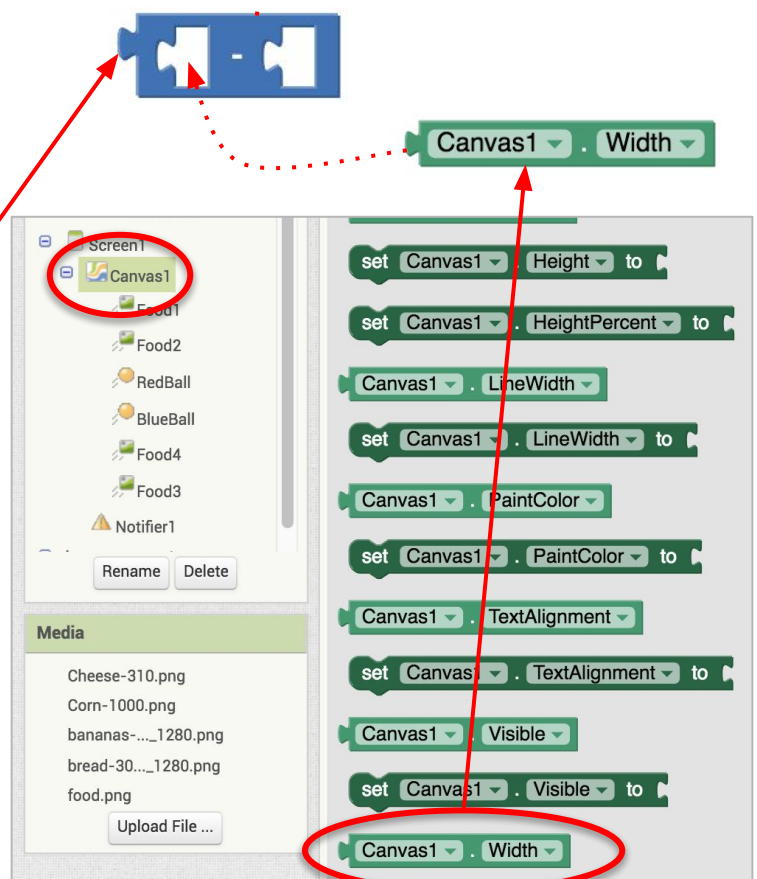 -
Canvas1 . Width
Screen1
Canvas1
Food1
Food2
RedBall
BlueBall
Food4
Food3
Notifier1
Rename Delete
Media
Cheese-310.png
Corn-1000.png
bananas-..._1280.png
bread-30..._1280.png
food.png
Upload File ...
set Canvas1 . Height to
set Canvas1 . HeightPercent to
Canvas1 . LineWidth
set Canvas1 . LineWidth to
Canvas1 . PaintColor
set Canvas1 . PaintColor to
Canvas1 . TextAlignment
set Canvas1 . TextAlignment to
Canvas1 . Visible
set Canvas1 . Visible to
Canvas1 . Width